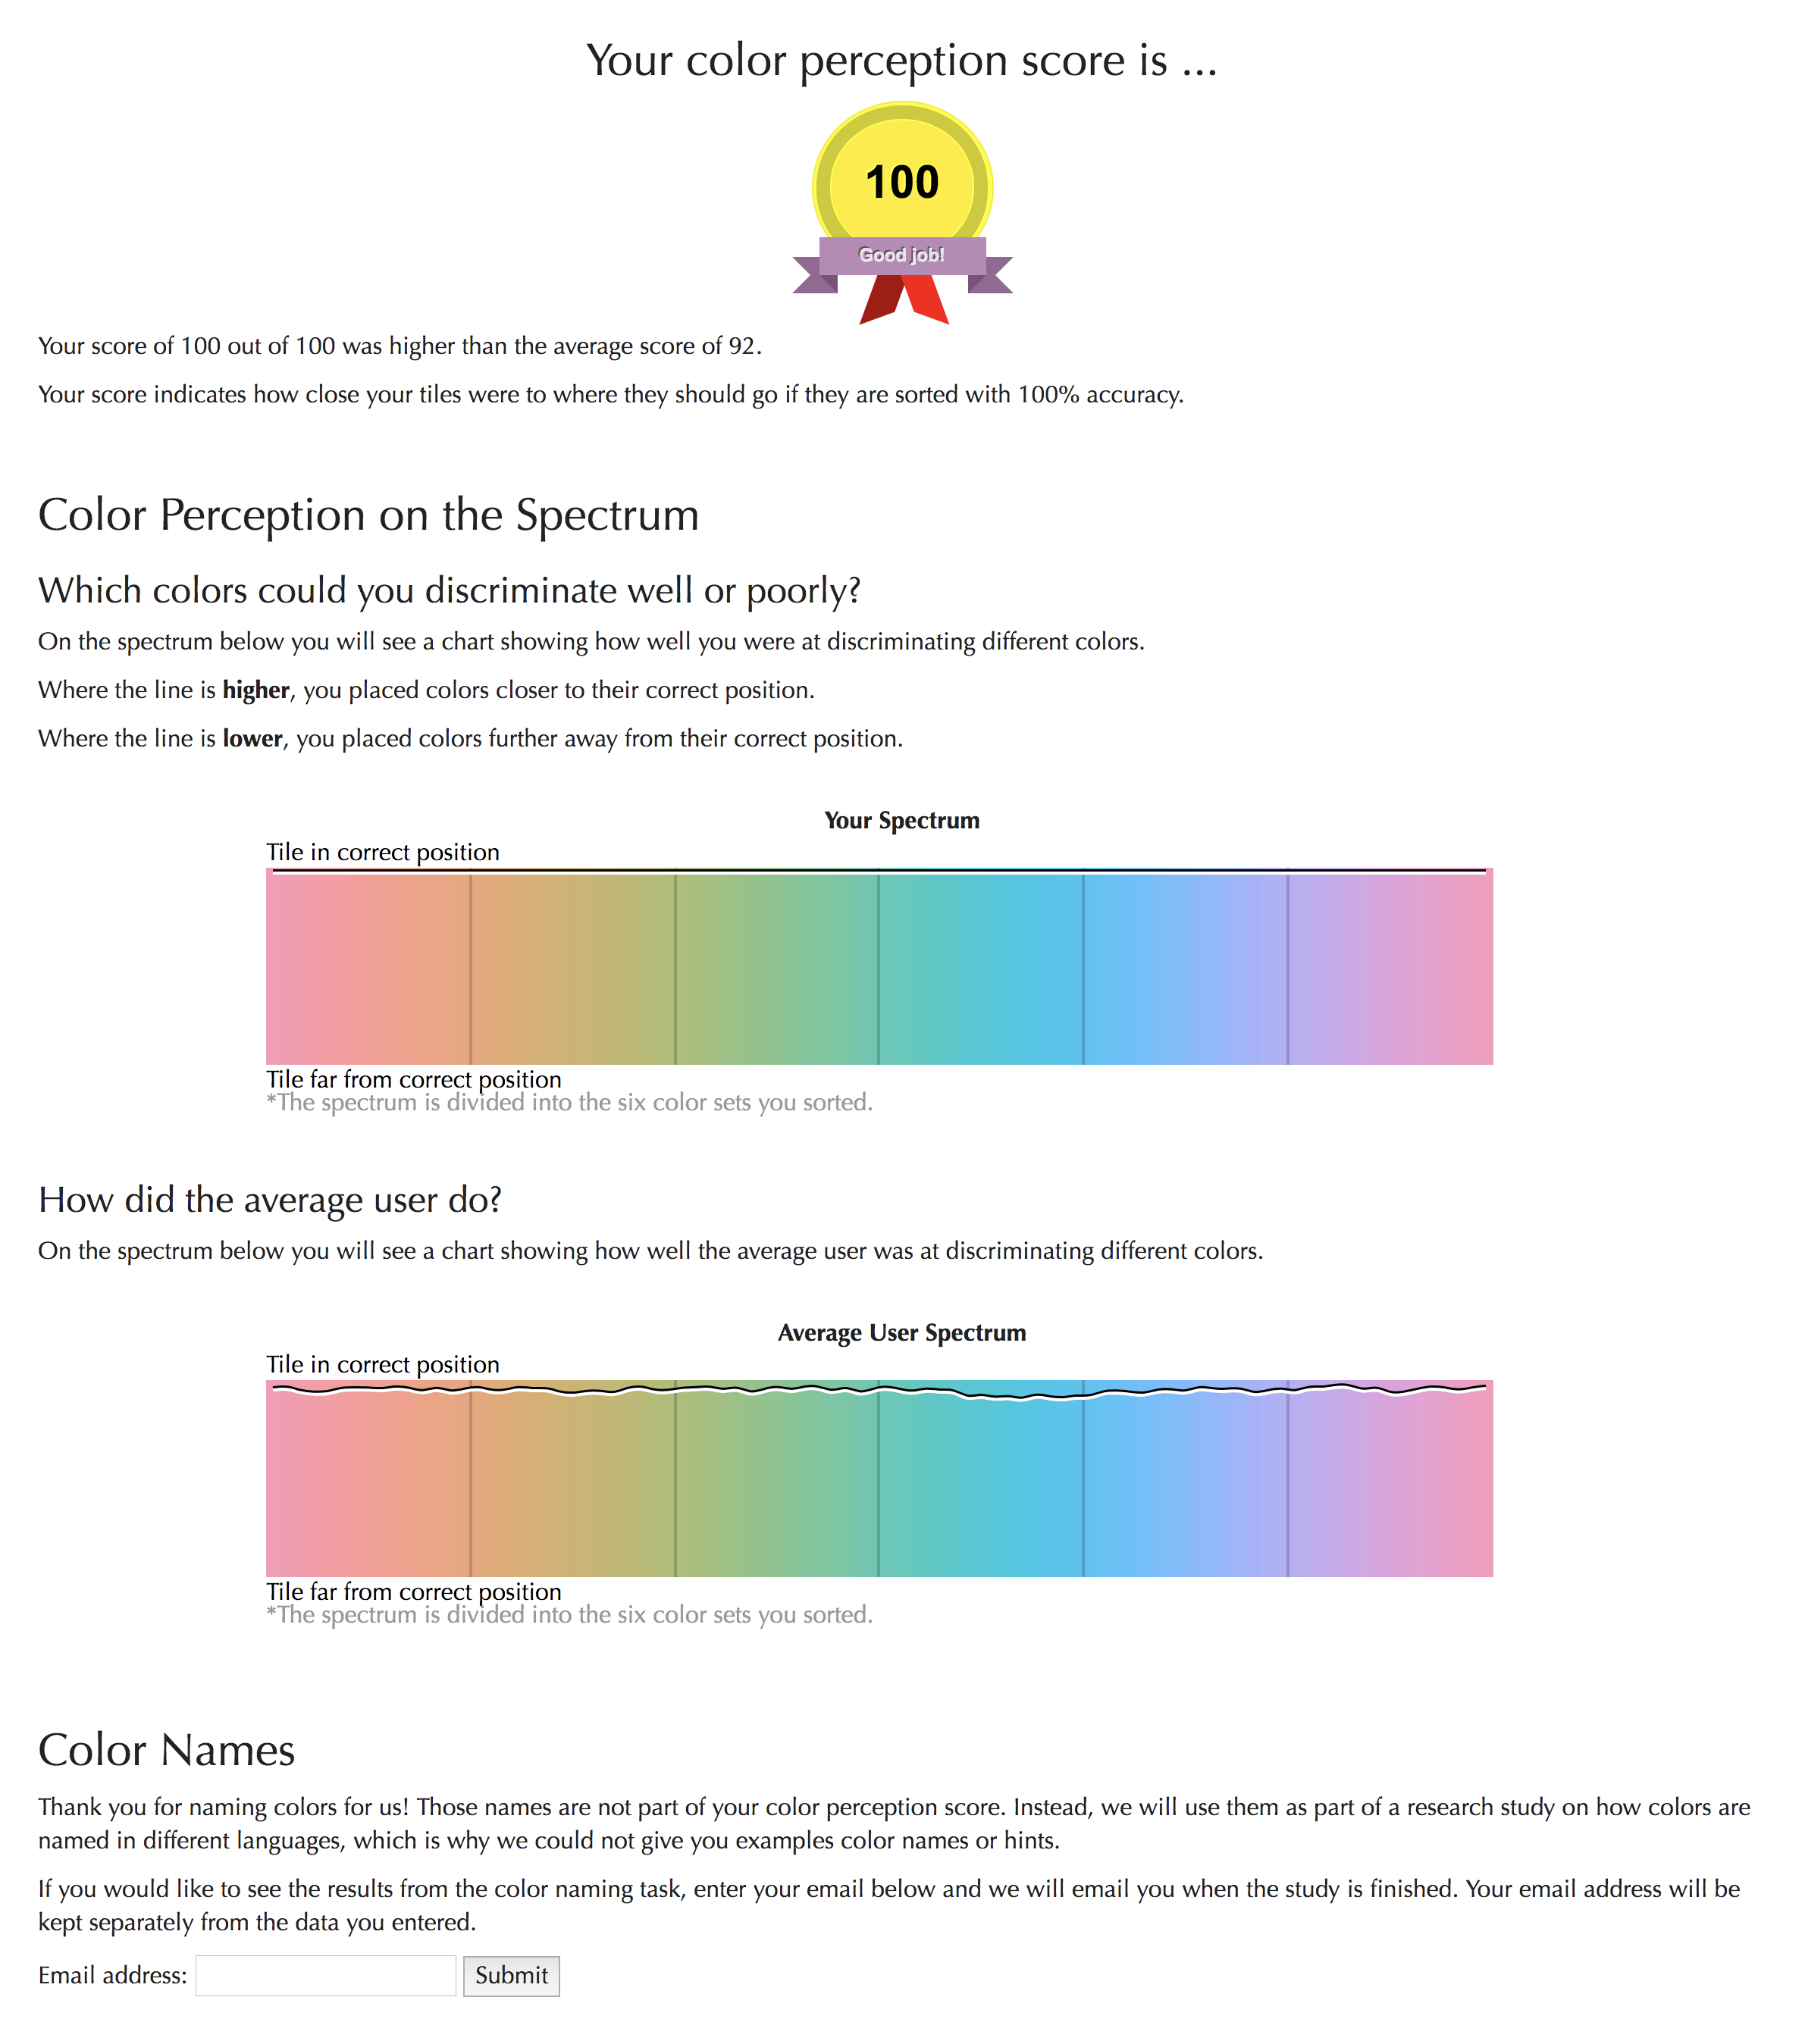 Your color perception score is ...
100
Good job!
Your score of 100 out of 100 was higher than the average score of 92.
Your score indicates how close your tiles were to where they should go if they are sorted with 100% accuracy.
Color Perception on the Spectrum
Which colors could you discriminate well or poorly?
On the spectrum below you will see a chart showing how well you were at discriminating different colors.
Where the line is higher, you placed colors closer to their correct position.
Where the line is lower, you placed colors further away from their correct position.
Your Spectrum
Tile in correct position
Tile far from correct position
*The spectrum is divided into the six color sets you sorted.
How did the average user do?
On the spectrum below you will see a chart showing how well the average user was at discriminating different colors.
Average User Spectrum
Tile in correct position
Tile far from correct position
*The spectrum is divided into the six color sets you sorted.
Color Names
Thank you for naming colors for us! Those names are not part of your color perception score. Instead, we will use them as part of a research study on how colors are
named in different languages, which is why we could not give you examples color names or hints.
If you would like to see the results from the color naming task, enter your email below and we will email you when the study is finished. Your email address will be
kept separately from the data you entered.
Email address: Submit